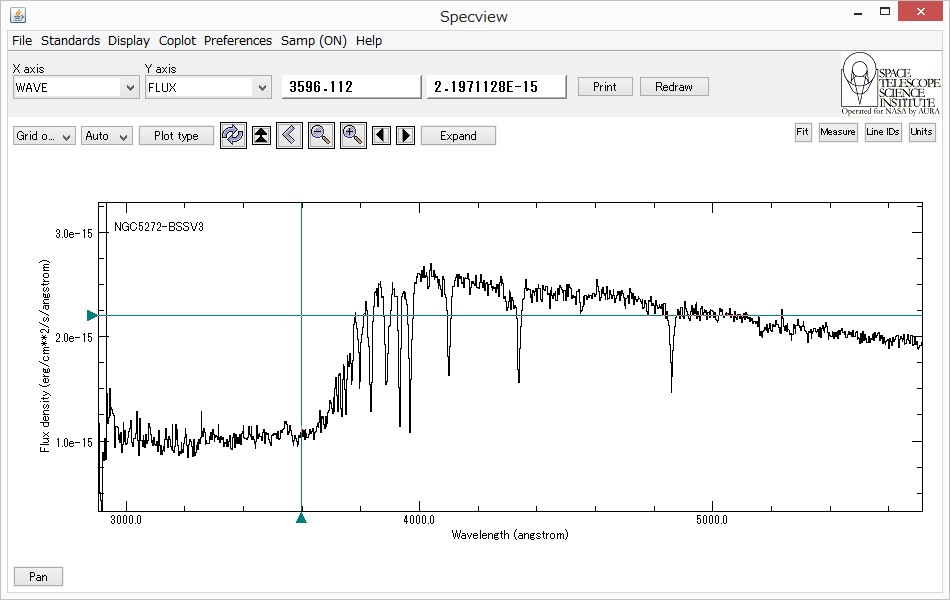 Specview
File Standards Display Coplot Preferences Samp (ON) Help
X axis
Y axis
WAVE
FLUX
3596.112
2.1971128E-15
Print
Redraw
SPACE
TELESCOPE
SCIENCE
INSTITUTE
Operated for NASA by AURA
Grid o...
Auto
Plot type
Expand
Fit
Measure
Line IDs
Units
NGC5272-BSSV3
3.0e-15
2.0e-15
1.0e-15
Flux density (erg/cm**2/s/angstrom)
3000.0
4000.0
5000.0
Wavelength (angstrom)
Pan